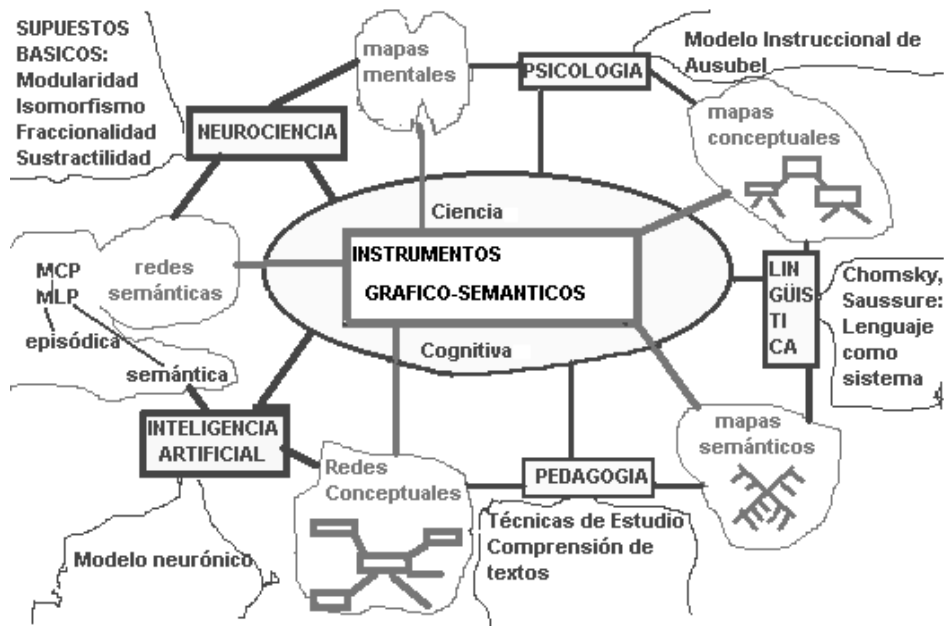 SUPUESTOS
BASICOS:
Modularidad
Isomorfismo
Fraccionalidad
Sustractilidad
mapas
mentales
PSICOLOGIA
Modelo Instruccional de
Ausubel
NEUROCIENCIA
mapas
conceptuales
Ciencia
INSTRUMENTOS
GRAFICO-SEMANTICOS
Cognitiva
redes
semánticas
MCP
MLP
episódica
semántica
LIN
GÜIS
TI
CA
Chomsky,
Saussure:
Lenguaje
como
sistema
INTELIGENCIA
ARTIFICIAL
Redes
Conceptuales
PEDAGOGIA
mapas
semánticos
Modelo neurónico
Técnicas de Estudio
Comprensión de
textos